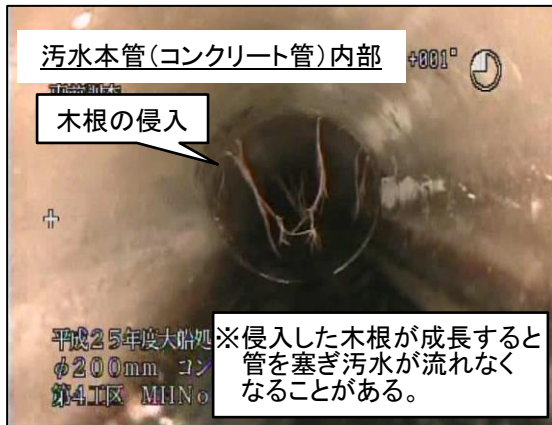 汚水本管（コンクリート管）内部
+001°
木根の侵入
平成25年度大船処
φ200mm コン
第4工区 MHNo
※侵入した木根が成長すると
管を塞ぎ汚水が流れなく
なることがある。